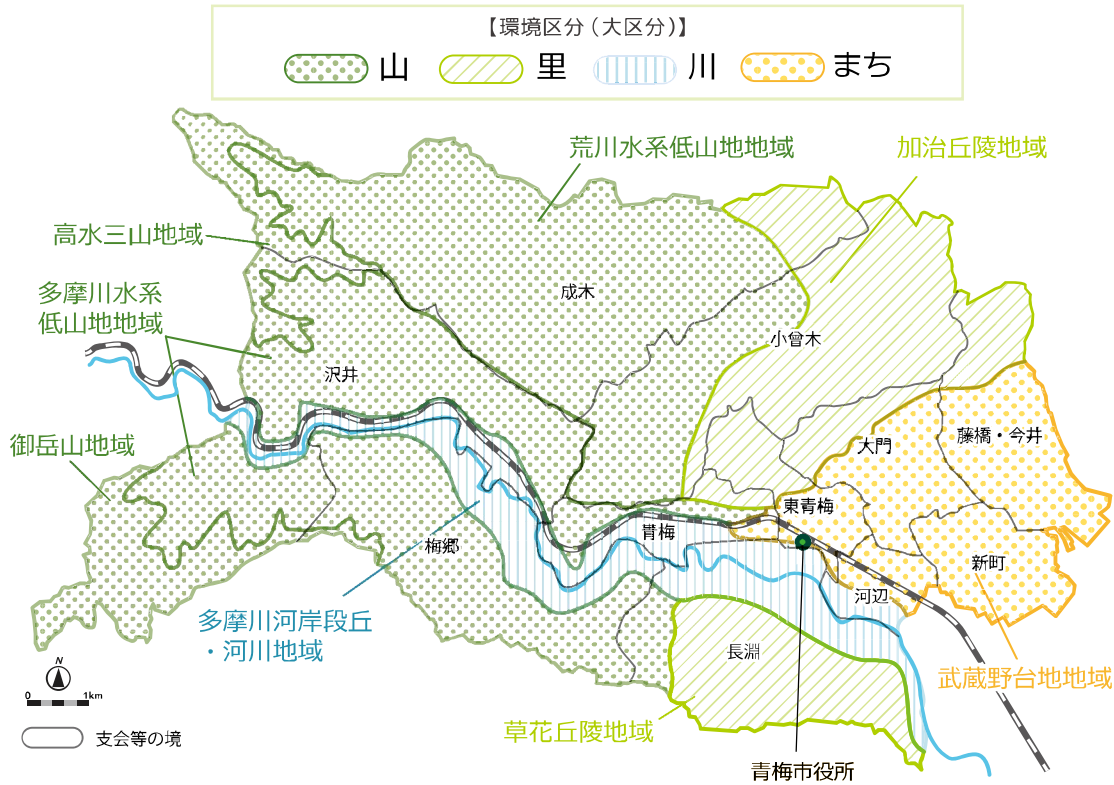 【環境区分（大区分）】
山
里
川
まち
荒川水系低山地地域
加治丘陵地域
高水三山地域
多摩川水系
低山地地域
成木
小曾木
沢井
御岳山地域
藤橋・今井
大門
東青梅
青梅
梅郷
新町
河辺
多摩川河岸段丘
・河川地域
長淵
武蔵野台地地域
草花丘陵地域
青梅市役所
N
0 1km
支会等の境